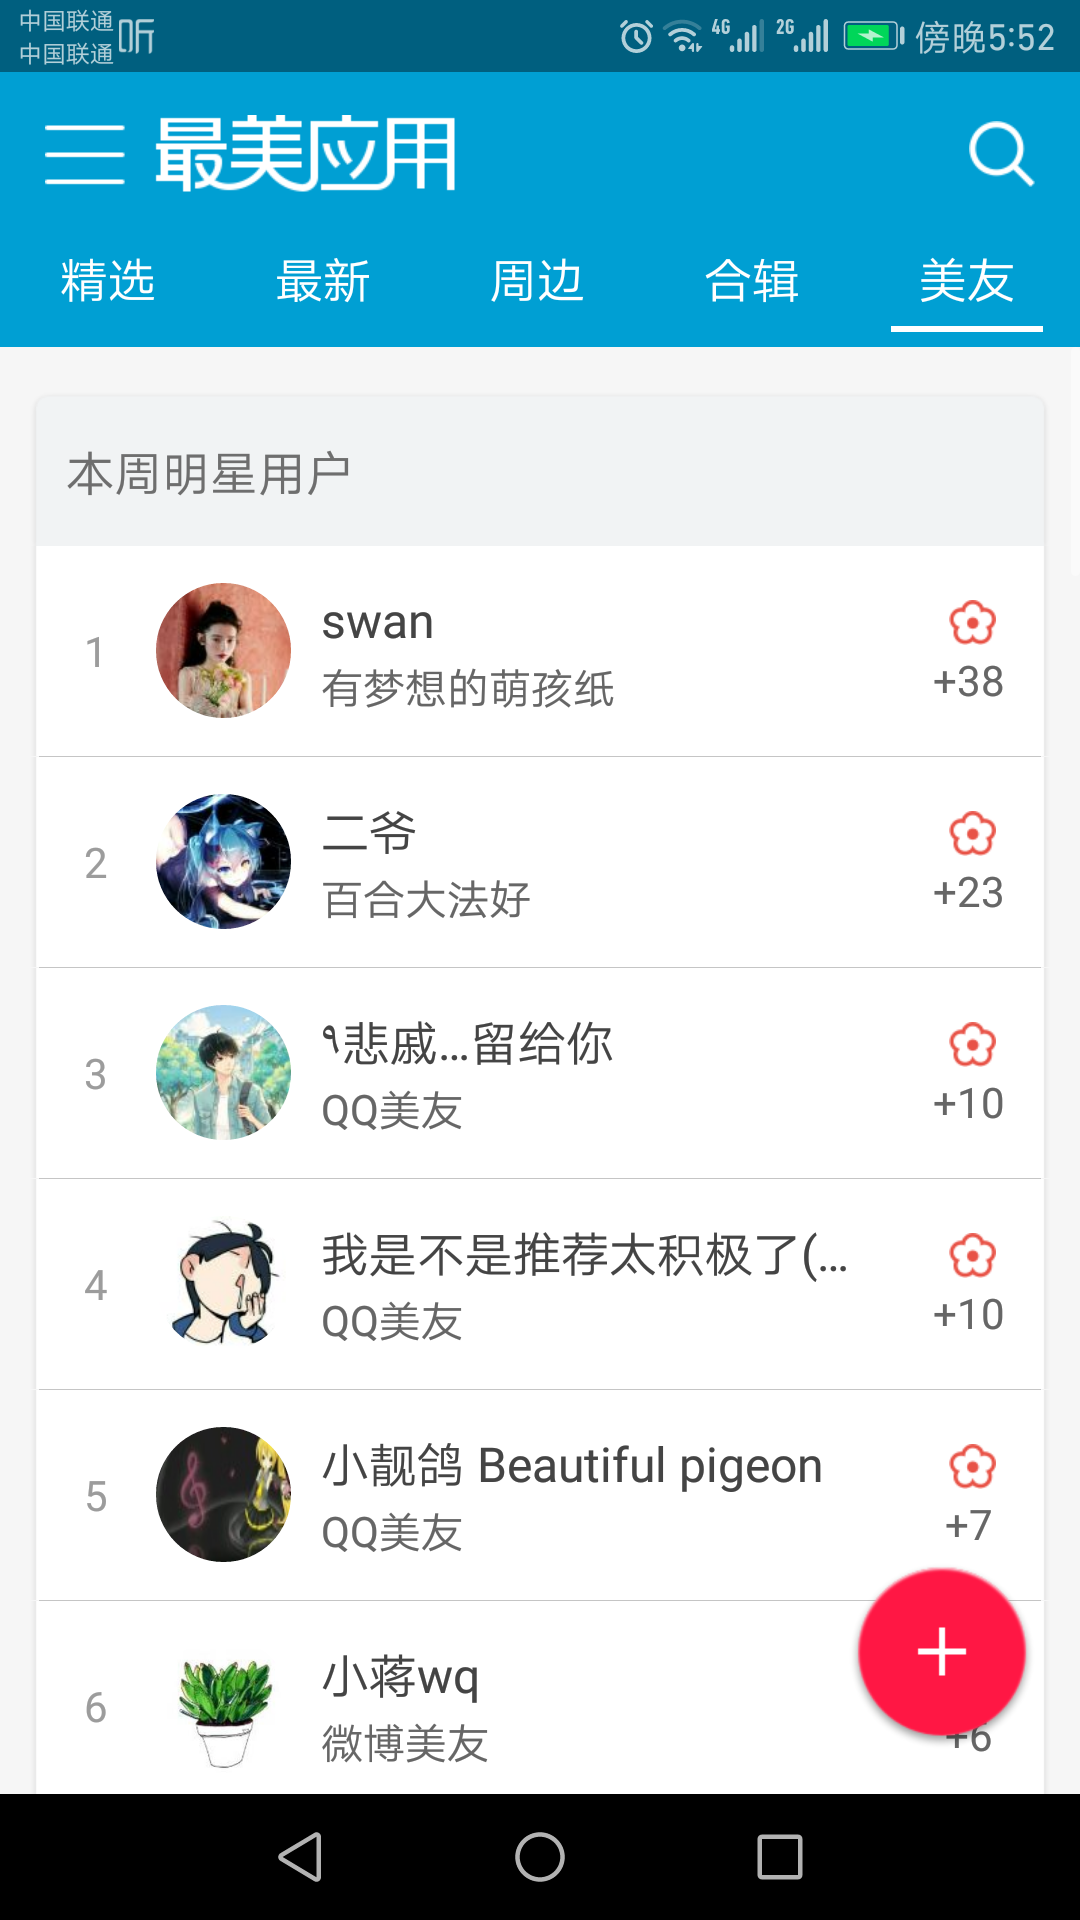 中国联通
中国联通
听
4G
2G
傍晚5:52
最美应用
精选
最新
周边
合辑
美友
本周明星用户
1
swan
有梦想的萌孩纸
+38
2
二爷
百合大法好
+23
3
٩悲戚...留给你
QQ美友
+10
4
我是不是推荐太积极了(...
QQ美友
+10
5
小靓鸽 Beautiful pigeon
QQ美友
+7
6
小蒋wq
微博美友
+6